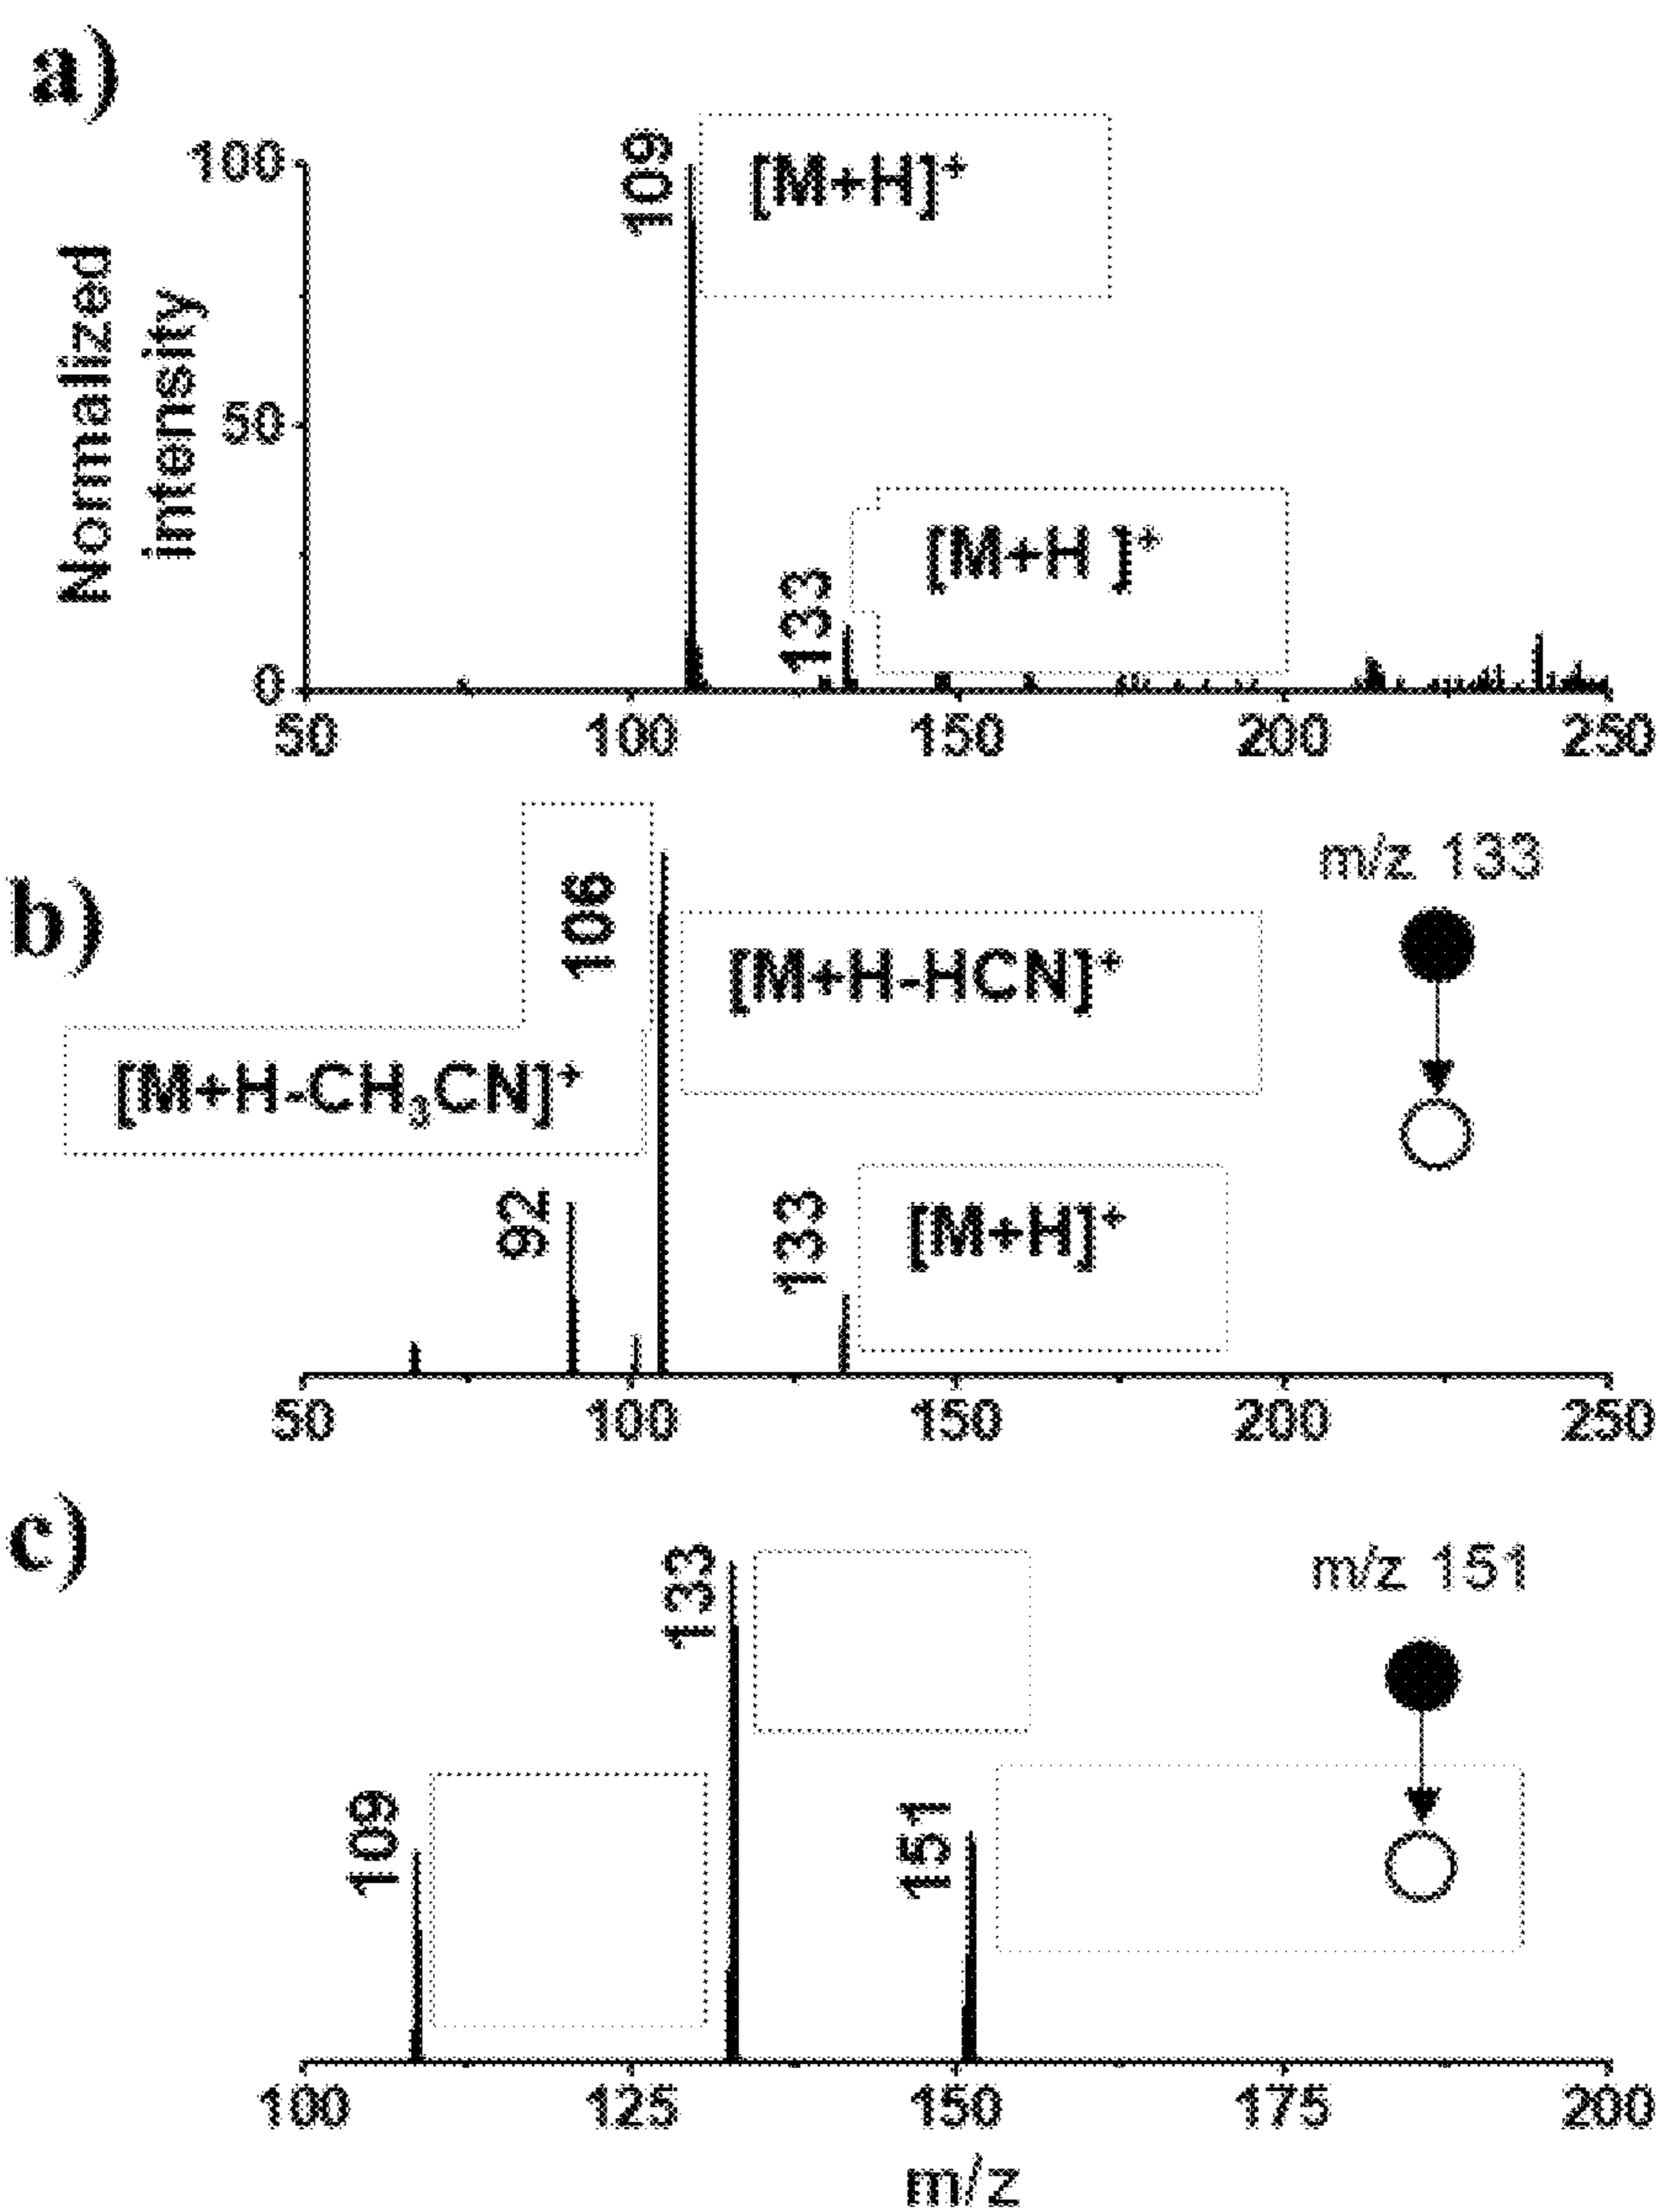 a)
Normalized
intensity
100
50
0
109
[M+H]⁺
133
[M+H ]⁺
50 100 150 200 250
b)
m/z 133
106
[M+H-HCN]⁺
[M+H-CH₃CN]⁺
92
133
[M+H]⁺
50 100 150 200 250
c)
m/z 151
133
109
151
100 125 150 175 200
m/z